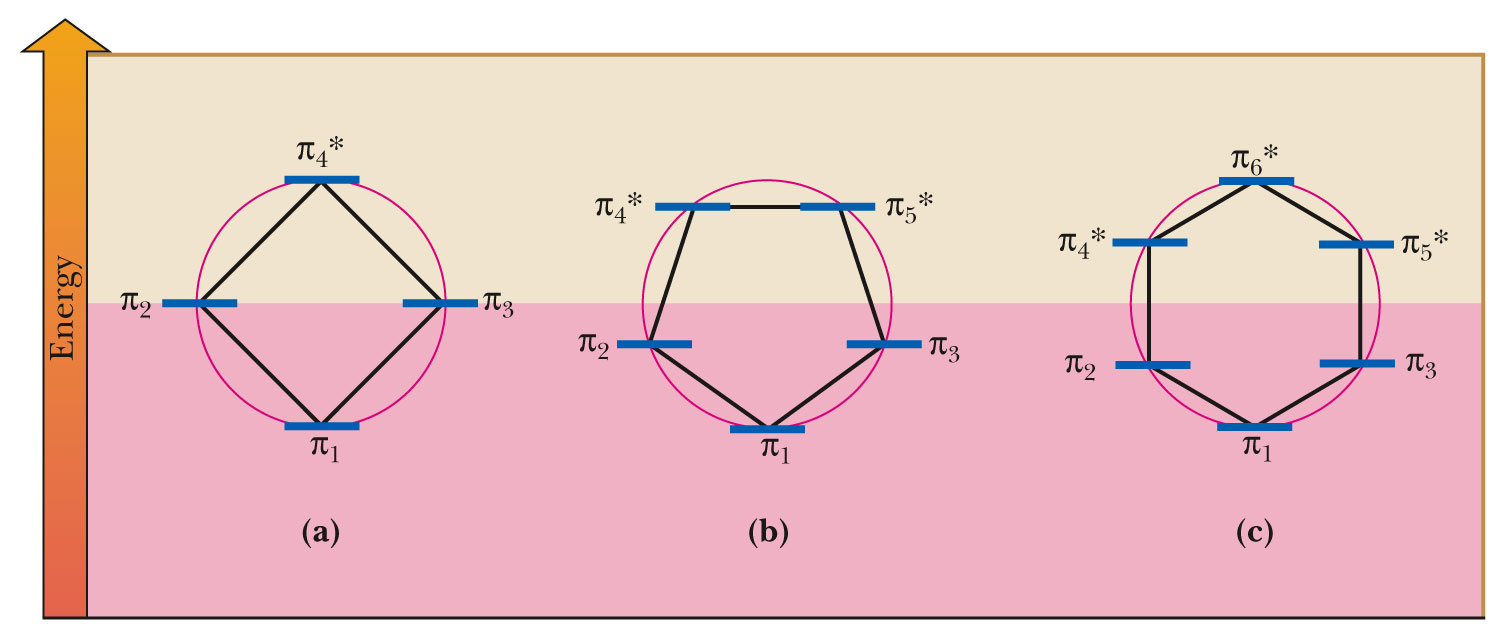 Energy
π₄*
π₂
π₃
π₁
(a)
π₄*
π₅*
π₂
π₃
π₁
(b)
π₆*
π₄*
π₅*
π₂
π₃
π₁
(c)